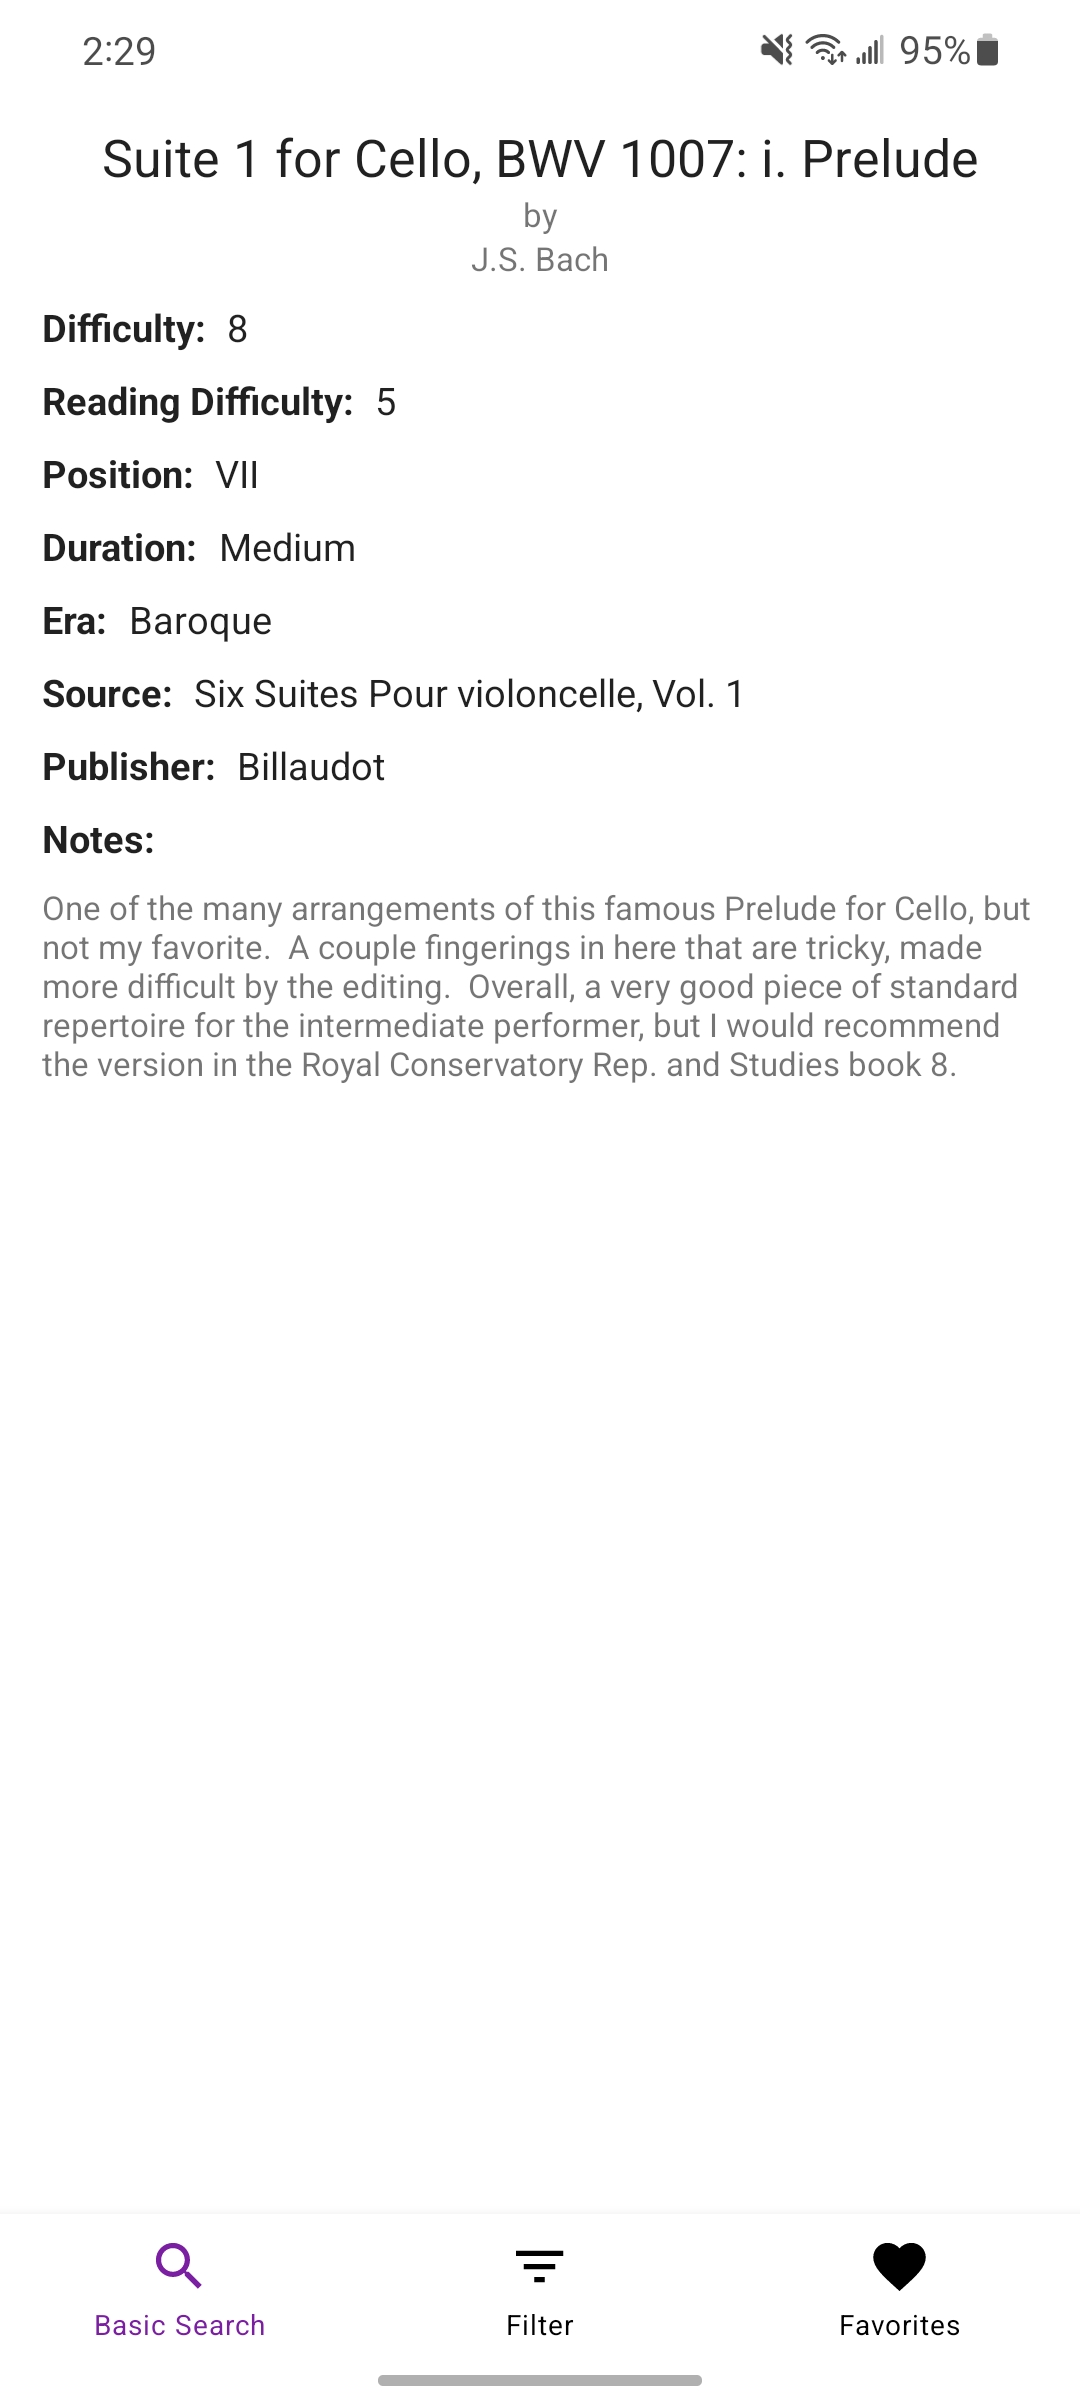 2:29
95%
Suite 1 for Cello, BWV 1007: i. Prelude
by
J.S. Bach
Difficulty: 8
Reading Difficulty: 5
Position: VII
Duration: Medium
Era: Baroque
Source: Six Suites Pour violoncelle, Vol. 1
Publisher: Billaudot
Notes:
One of the many arrangements of this famous Prelude for Cello, but
not my favorite.  A couple fingerings in here that are tricky, made
more difficult by the editing.  Overall, a very good piece of standard
repertoire for the intermediate performer, but I would recommend
the version in the Royal Conservatory Rep. and Studies book 8.
Basic Search
Filter
Favorites